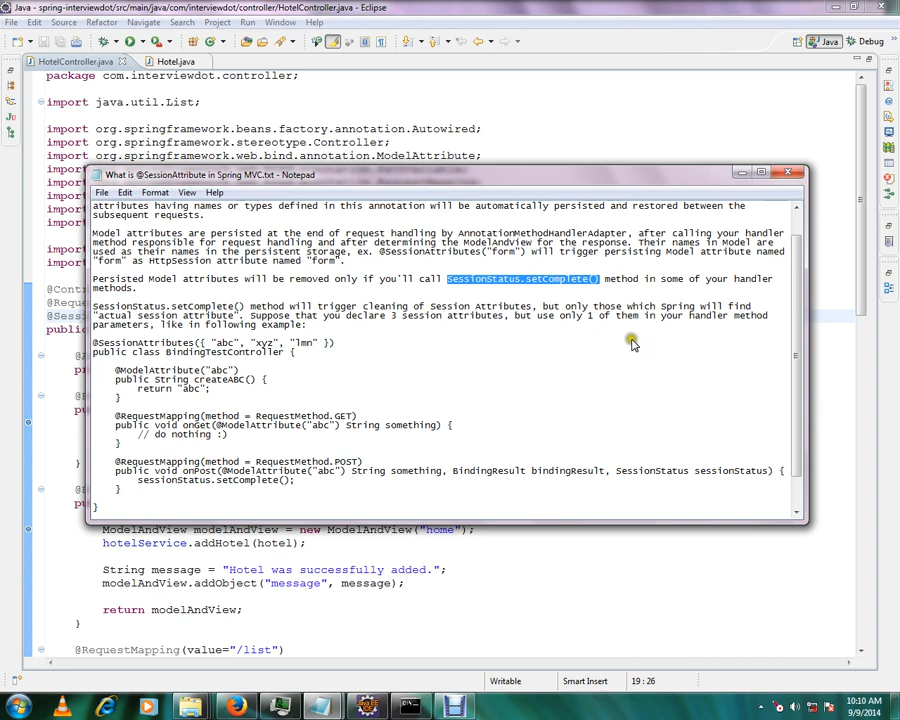 Java - spring-interviewdot/src/main/java/com/interviewdot/controller/HotelController.java - Eclipse
File Edit Source Refactor Navigate Search Project Run Window Help
Java Debug
HotelController.java Hotel.java
package com.interviewdot.controller;
import java.util.List;
import org.springframework.beans.factory.annotation.Autowired;
import org.springframework.stereotype.Controller;
import org.springframework.web.bind.annotation.ModelAttribute;
What is @SessionAttribute in Spring MVC.txt - Notepad
File Edit Format View Help
attributes having names or types defined in this annotation will be automatically persisted and restored between the
subsequent requests.
Model attributes are persisted at the end of request handling by AnnotationMethodHandlerAdapter, after calling your handler
method responsible for request handling and after determining the ModelAndView for the response. Their names in Model are
used as their names in the persistent storage, ex. @SessionAttributes("form") will trigger persisting Model attribute named
"form" as HttpSession attribute named "form".
Persisted Model attributes will be removed only if you'll call SessionStatus.setComplete() method in some of your handler
methods.
SessionStatus.setComplete() method will trigger cleaning of Session Attributes, but only those which Spring will find
"actual session attribute". Suppose that you declare 3 session attributes, but use only 1 of them in your handler method
parameters, like in following example:
@SessionAttributes({ "abc", "xyz", "lmn" })
public class BindingTestController {
@ModelAttribute("abc")
public String createABC() {
return "abc";
}
@RequestMapping(method = RequestMethod.GET)
public void onGet(@ModelAttribute("abc") String something) {
// do nothing :)
}
@RequestMapping(method = RequestMethod.POST)
public void onPost(@ModelAttribute("abc") String something, BindingResult bindingResult, SessionStatus sessionStatus) {
sessionStatus.setComplete();
}
}
ModelAndView modelAndView = new ModelAndView("home");
hotelService.addHotel(hotel);
String message = "Hotel was successfully added.";
modelAndView.addObject("message", message);
return modelAndView;
}
@RequestMapping(value="/list")
Writable Smart Insert 19 : 26
10:10 AM
9/9/2014